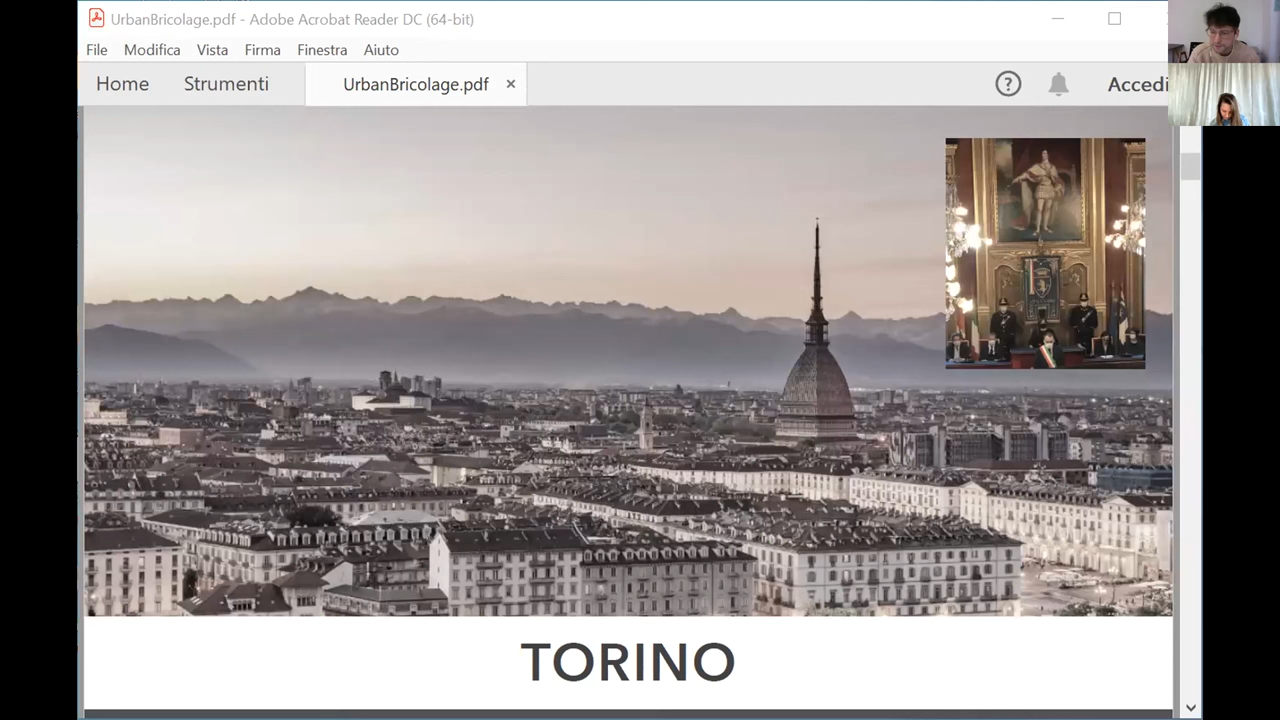 UrbanBricolage.pdf - Adobe Acrobat Reader DC (64-bit)
File Modifica Vista Firma Finestra Aiuto
Home Strumenti UrbanBricolage.pdf × ? Accedi
TORINO